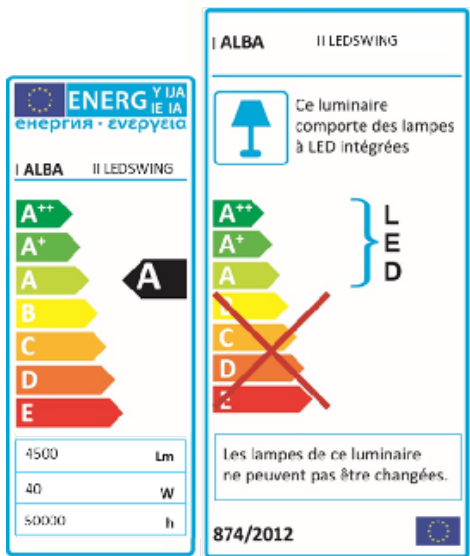 ENERG Y IJA
IE IA
енергия · ενεργεια
I ALBA II LEDSWING
A++
A+
A
B
C
D
E
A
4500 Lm
40 W
50000 h
I ALBA II LEDSWING
Ce luminaire
comporte des lampes
à LED intégrées
A++
A+
A
B
C
D
E
L
E
D
Les lampes de ce luminaire
ne peuvent pas être changées.
874/2012